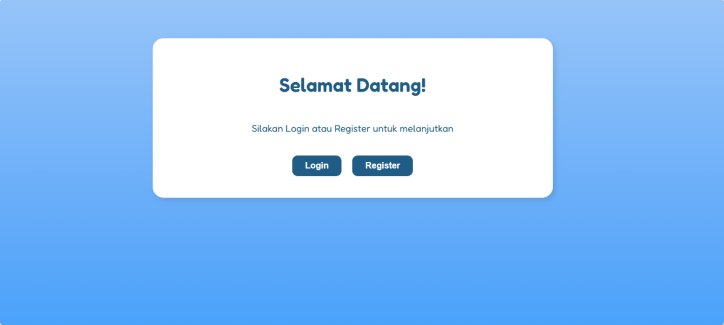 Selamat Datang!
Silakan Login atau Register untuk melanjutkan
Login Register